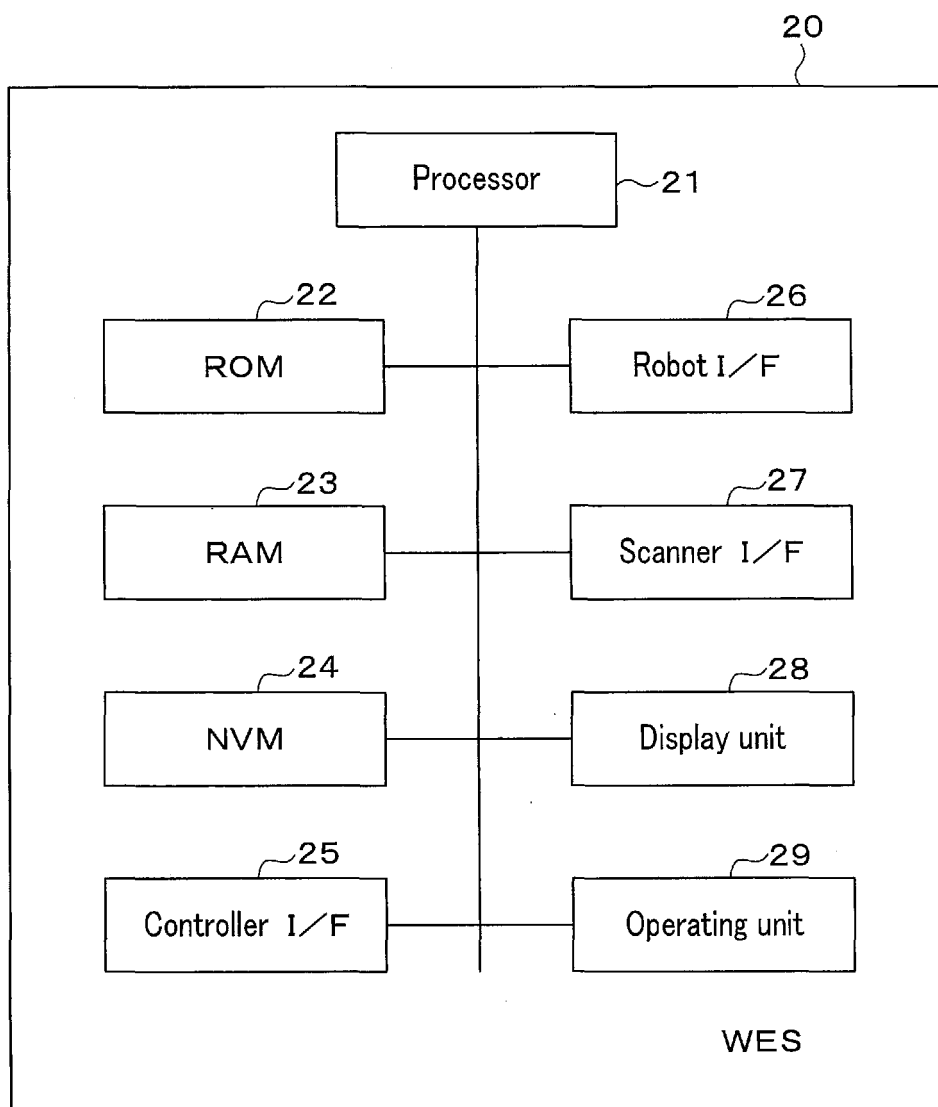 20
Processor
21
22
26
ROM
Robot I／F
23
27
RAM
Scanner I／F
24
28
NVM
Display unit
25
29
Controller I／F
Operating unit
WES